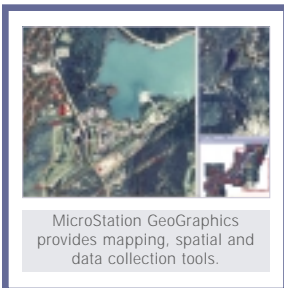 MicroStation GeoGraphics
provides mapping, spatial and
data collection tools.